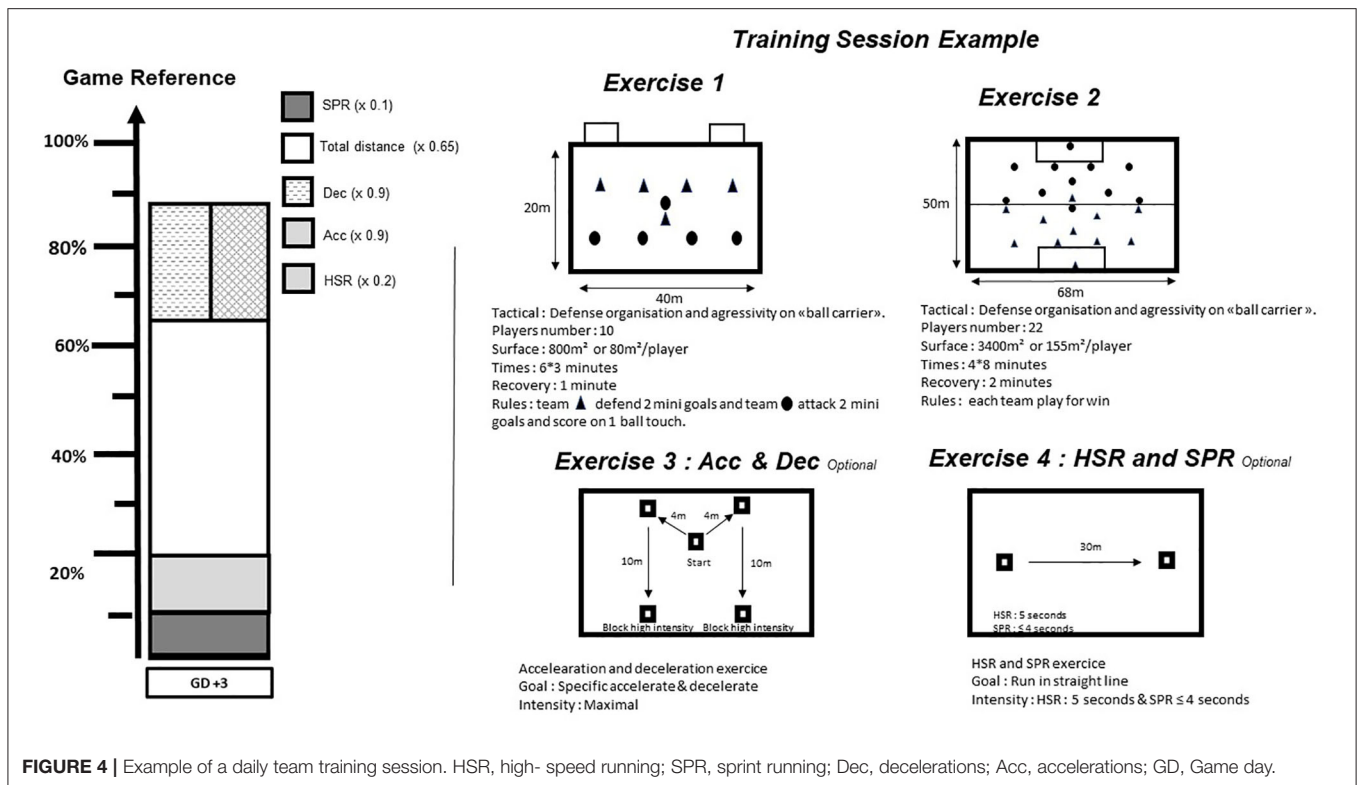 Training Session Example
Game Reference
100%
80%
60%
40%
20%
GD +3
SPR (x 0.1)
Total distance (x 0.65)
Dec (x 0.9)
Acc (x 0.9)
HSR (x 0.2)
Exercise 1
20m
40m
Tactical : Defense organisation and agressivity on «ball carrier».
Players number : 10
Surface : 800m² or 80m²/player
Times : 6*3 minutes
Recovery : 1 minute
Rules : team ▲ defend 2 mini goals and team ● attack 2 mini
goals and score on 1 ball touch.
Exercise 2
50m
68m
Tactical : Defense organisation and agressivity on «ball carrier».
Players number : 22
Surface : 3400m² or 155m²/player
Times : 4*8 minutes
Recovery : 2 minutes
Rules : each team play for win
Exercise 3 : Acc & Dec Optional
4m 4m
Start
10m 10m
Block high intensity Block high intensity
Accelearation and deceleration exercice
Goal : Specific accelerate & decelerate
Intensity : Maximal
Exercise 4 : HSR and SPR Optional
30m
HSR : 5 seconds
SPR : ≤ 4 seconds
HSR and SPR exercice
Goal : Run in straight line
Intensity : HSR : 5 seconds & SPR ≤ 4 seconds
FIGURE 4 | Example of a daily team training session. HSR, high- speed running; SPR, sprint running; Dec, decelerations; Acc, accelerations; GD, Game day.